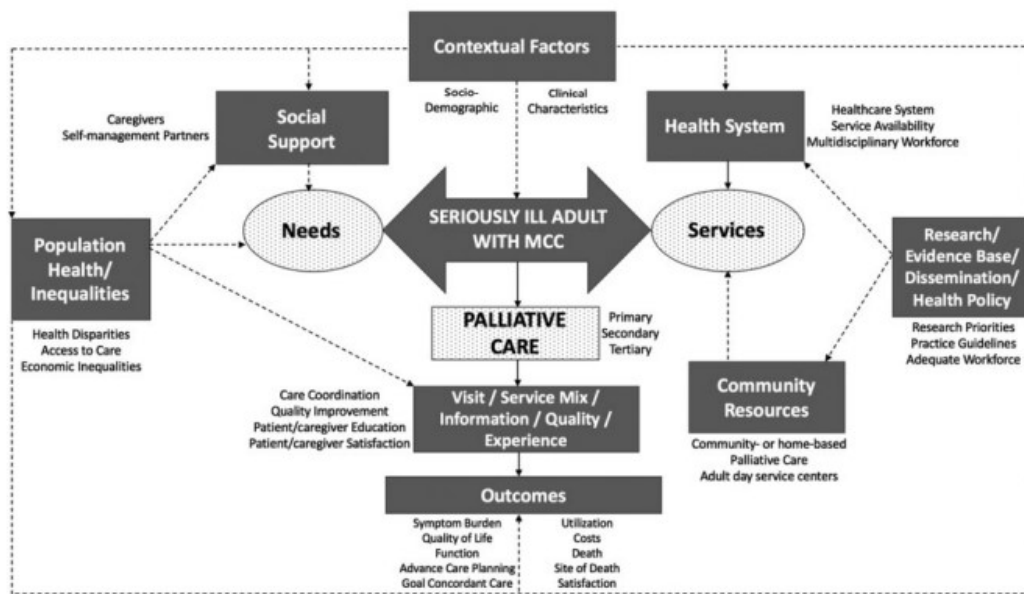 Contextual Factors
Socio-
Demographic
Clinical
Characteristics
Caregivers
Self-management Partners
Social
Support
Health System
Healthcare System
Service Availability
Multidisciplinary Workforce
Population
Health/
Inequalities
Health Disparities
Access to Care
Economic Inequalities
Needs
SERIOUSLY ILL ADULT
WITH MCC
Services
Research/
Evidence Base/
Dissemination/
Health Policy
Research Priorities
Practice Guidelines
Adequate Workforce
PALLIATIVE
CARE
Primary
Secondary
Tertiary
Care Coordination
Quality Improvement
Patient/caregiver Education
Patient/caregiver Satisfaction
Visit / Service Mix /
Information / Quality /
Experience
Community
Resources
Community- or home-based
Palliative Care
Adult day service centers
Outcomes
Symptom Burden
Quality of Life
Function
Advance Care Planning
Goal Concordant Care
Utilization
Costs
Death
Site of Death
Satisfaction